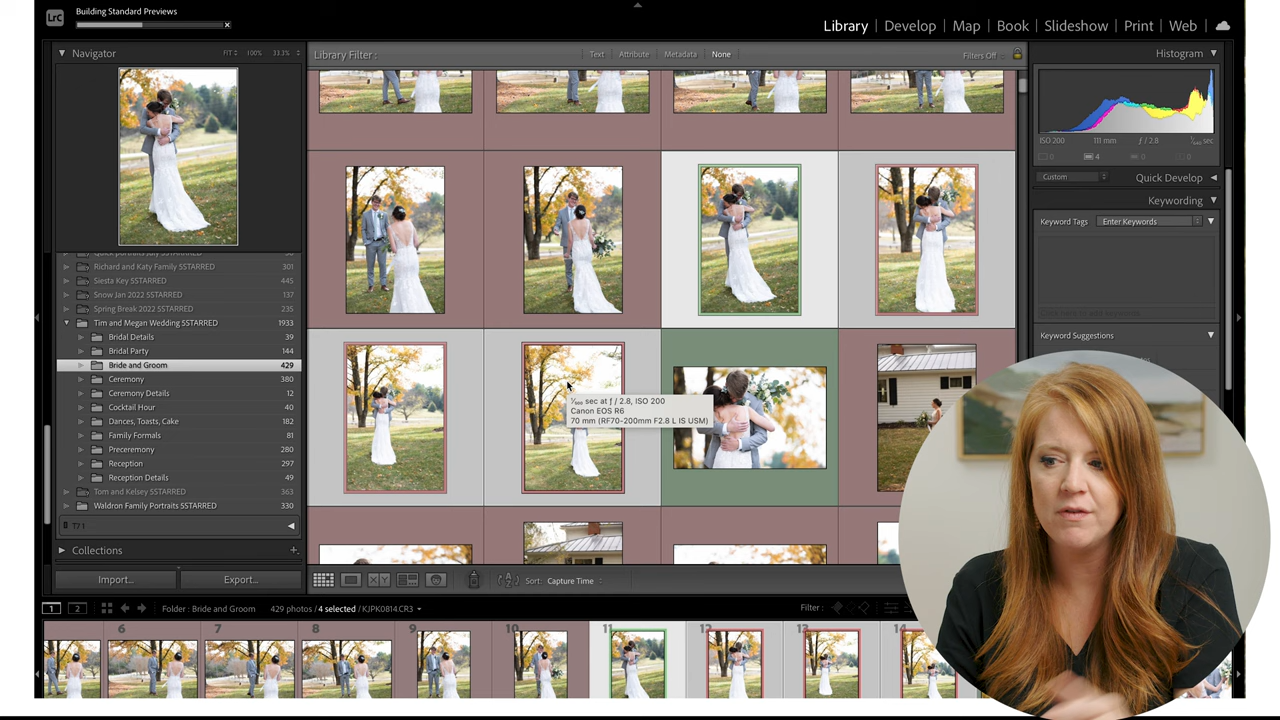 LrC
Building Standard Previews
Library | Develop | Map | Book | Slideshow | Print | Web
Navigator
FIT
100%
33.3%
Library Filter:
Text
Attribute
Metadata
None
Filters Off
Histogram
ISO 200
111 mm
ƒ / 2.8
sec
4
Custom
Quick Develop
Keywording
Keyword Tags
Enter Keywords
Keyword Suggestions
Richard and Katy Family 5STARRED 301
Siesta Key 5STARRED 445
Snow Jan 2022 5STARRED 137
Spring Break 2022 5STARRED 235
Tim and Megan Wedding 5STARRED 1933
Bridal Details 39
Bridal Party 144
Bride and Groom 429
Ceremony 380
Ceremony Details 12
Cocktail Hour 40
Dances, Toasts, Cake 182
Family Formals 81
Preceremony 280
Reception 297
Reception Details 49
Tom and Kelsey 5STARRED 363
Waldron Family Portraits 5STARRED 330
Collections
Import...
Export...
sec at ƒ / 2.8, ISO 200
Canon EOS R6
70 mm (RF70-200mm F2.8 L IS USM)
Sort: Capture Time
1
2
Folder : Bride and Groom
429 photos / 4 selected / KJPK0814.CR3
Filter :
6
7
8
9
10
11
12
13
14